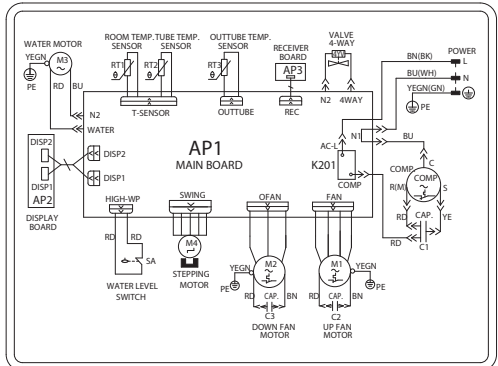 ROOM TEMP. TUBE TEMP. OUTTUBE TEMP.
SENSOR SENSOR SENSOR
RECEIVER
BOARD
VALVE
4-WAY
WATER MOTOR
M3
YEGN
PE
RD BU
RT1 RT2 RT3
AP3
BN(BK)
POWER
L
BU(WH)
N
YEGN(GN)
PE
N2
WATER
T-SENSOR
OUTTUBE
REC
N2 4WAY
AP1
MAIN BOARD
AC-L
N1
BU
K201
COMP
DISP2
DISP1
AP2
DISPLAY
BOARD
DISP2
DISP1
COMP.
C
COMP
R(M)
S
RD
CAP.
YE
RD
C1
HIGH-WP
SWING
OFAN
FAN
RD RD
SA
WATER LEVEL
SWITCH
M4
STEPPING
MOTOR
YEGN
PE
M2
RD CAP. BN
C3
DOWN FAN
MOTOR
M1
YEGN
PE
RD CAP. BN
C2
UP FAN
MOTOR